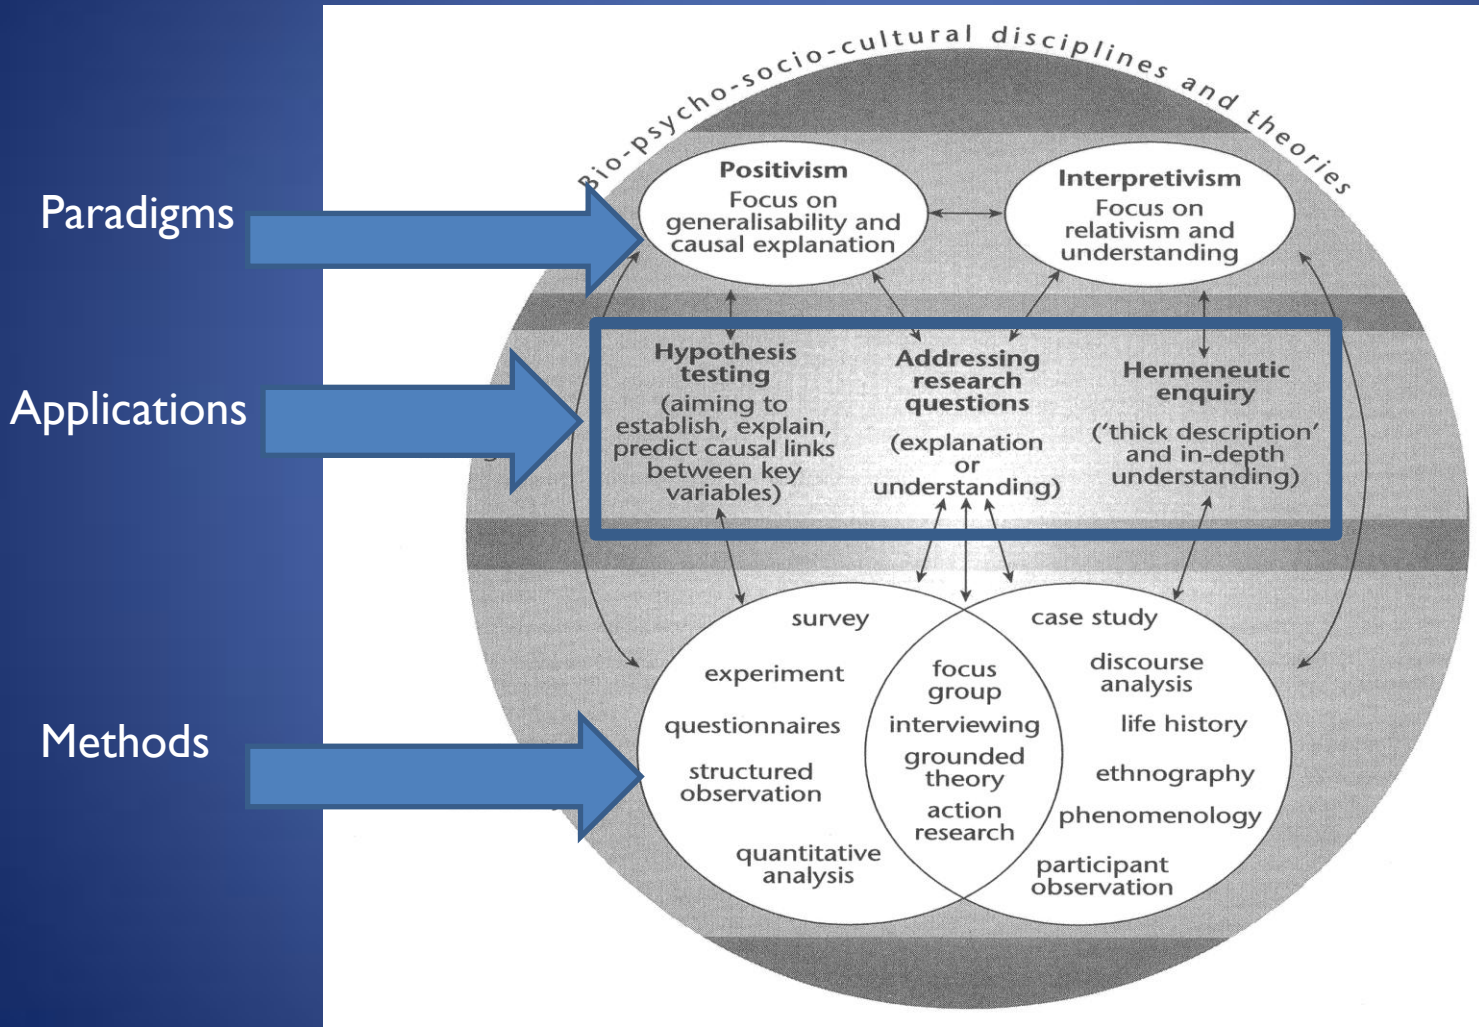 Bio-psycho-socio-cultural disciplines and theories
Paradigms
Positivism
Focus on
generalisability and
causal explanation
Interpretivism
Focus on
relativism and
understanding
Applications
Hypothesis
testing
(aiming to
establish, explain,
predict causal links
between key
variables)
Addressing
research
questions
(explanation
or
understanding)
Hermeneutic
enquiry
(‘thick description’
and in-depth
understanding)
Methods
survey
experiment
questionnaires
structured
observation
quantitative
analysis
focus
group
interviewing
grounded
theory
action
research
case study
discourse
analysis
life history
ethnography
phenomenology
participant
observation